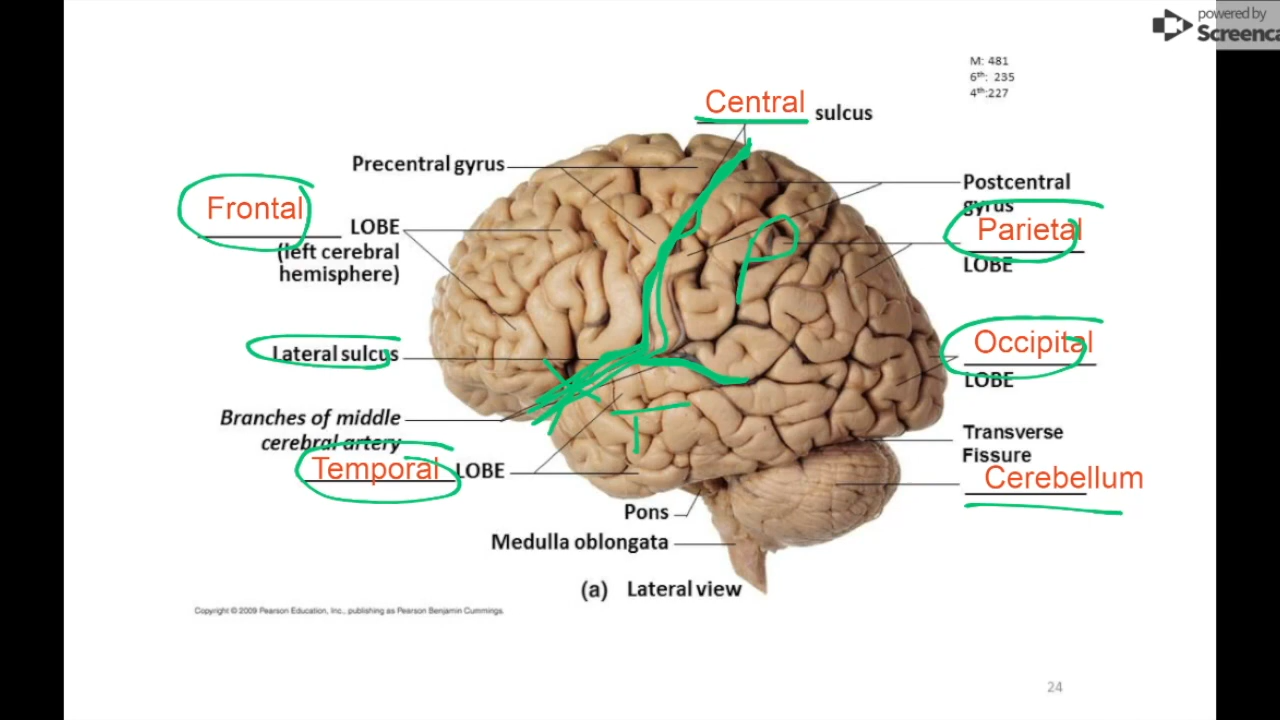 powered by
M: 481
6th: 235
4th:227
Central sulcus
Precentral gyrus
Postcentral
gyrus
Frontal
LOBE
(left cerebral
hemisphere)
Parietal
LOBE
P
Lateral sulcus
Occipital
LOBE
T
Branches of middle
cerebral artery
Transverse
Fissure
Temporal LOBE
Cerebellum
Pons
Medulla oblongata
(a) Lateral view
Copyright © 2009 Pearson Education, Inc., publishing as Pearson Benjamin Cummings.
24